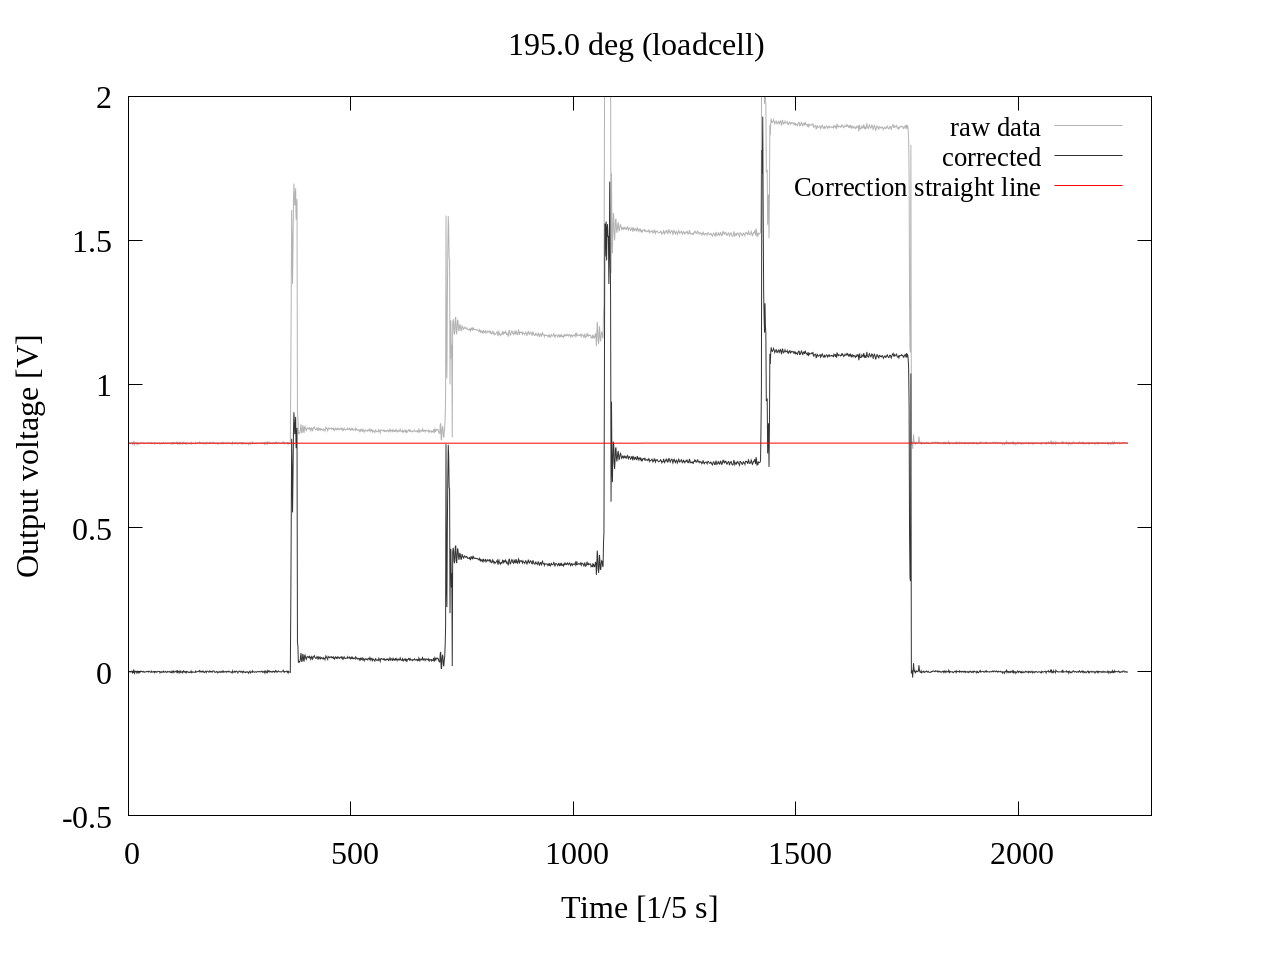 195.0 deg (loadcell)
2
1.5
1
0.5
0
-0.5
Output voltage [V]
raw data
corrected
Correction straight line
0 500 1000 1500 2000
Time [1/5 s]